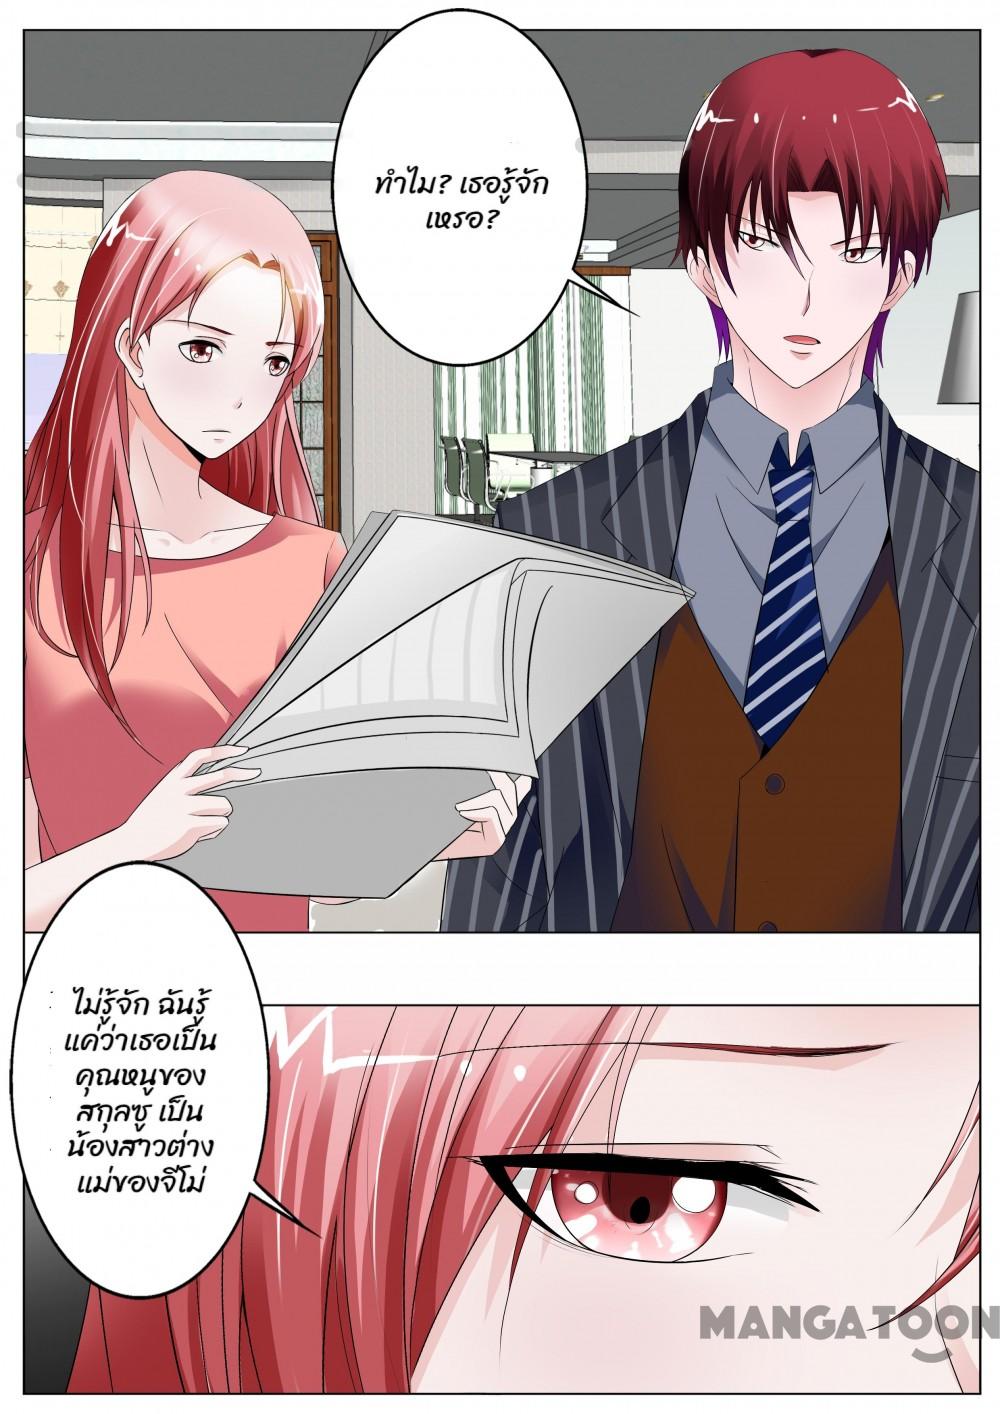 ทำไม? เธอรู้จัก
เหรอ?
ไม่รู้จัก ฉันรู้
แค่ว่าเธอเป็น
คุณหนูของ
สกุลซู เป็น
น้องสาวต่าง
แม่ของจีโม่
MANGATOON